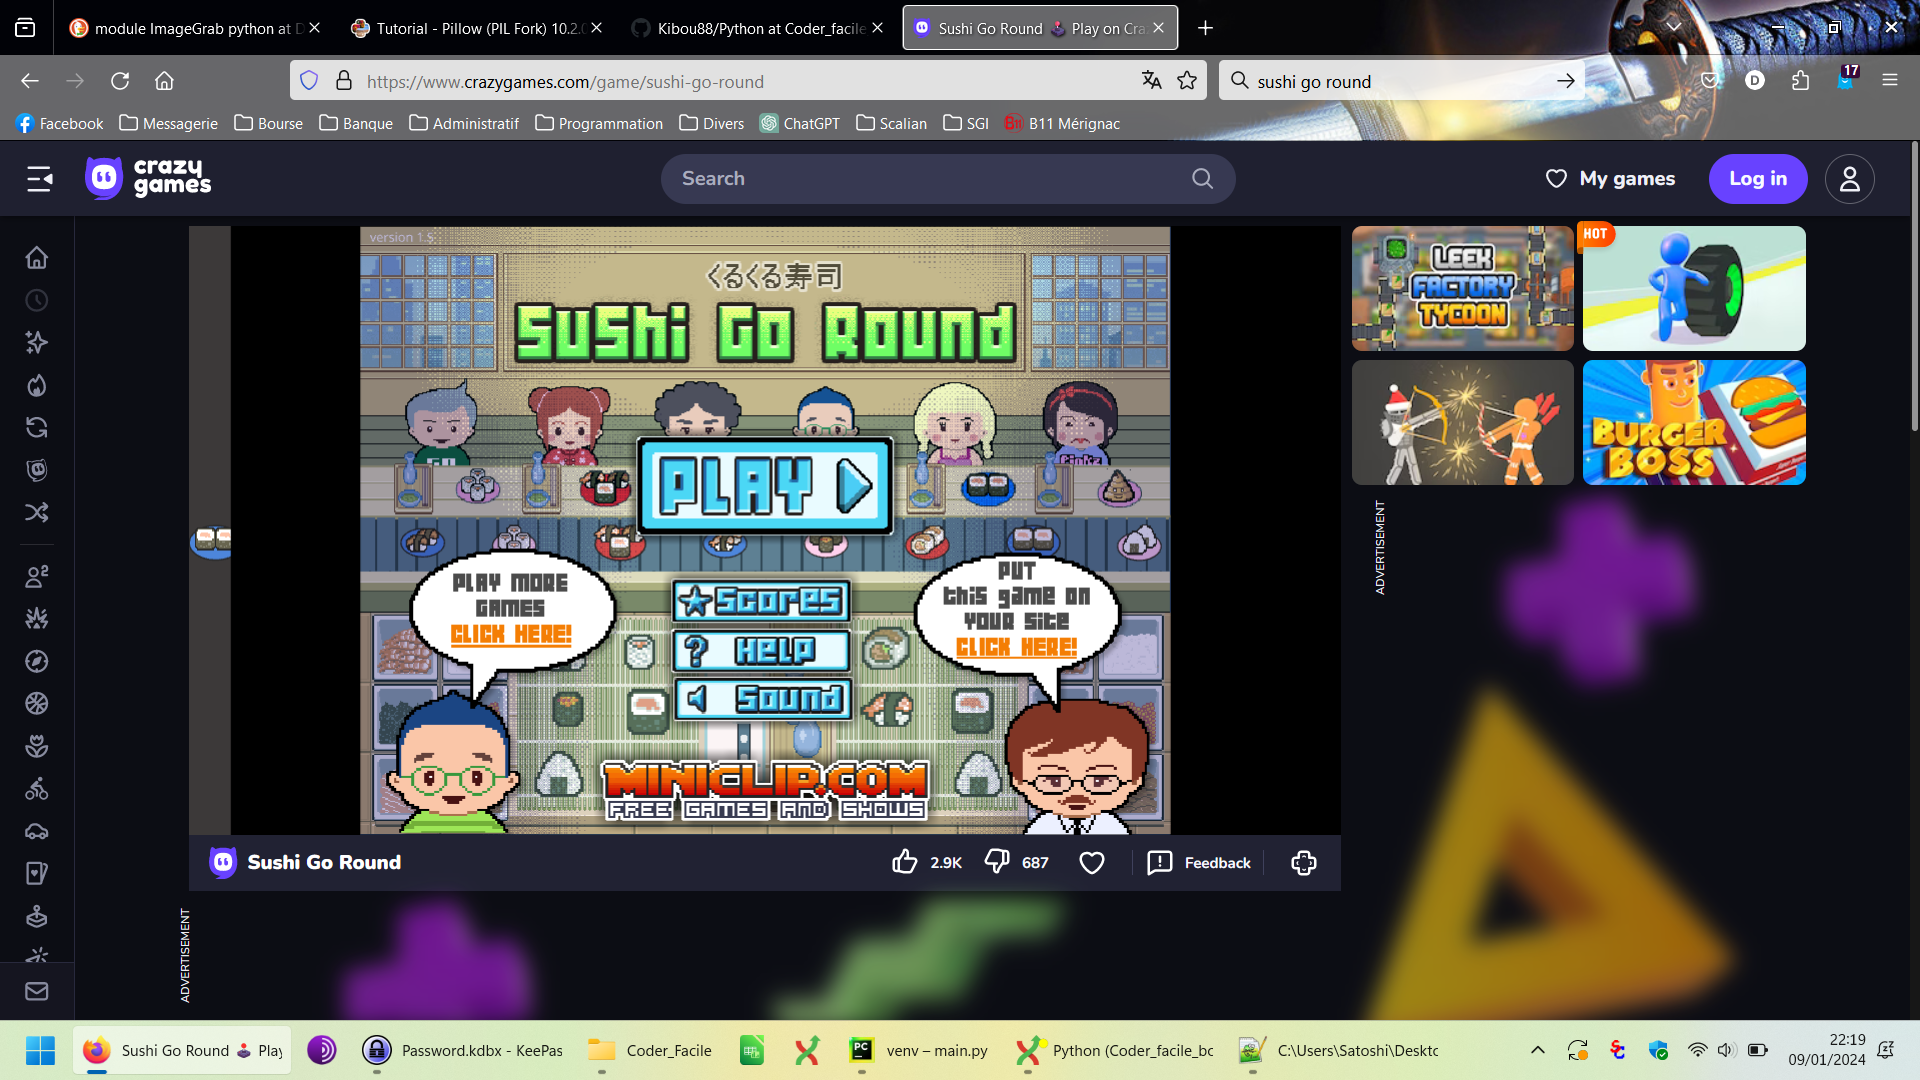 module ImageGrab python at D
Tutorial - Pillow (PIL Fork) 10.2.0
Kibou88/Python at Coder_facile
Sushi Go Round Play on Cra
https://www.crazygames.com/game/sushi-go-round
sushi go round
D
17
Facebook
Messagerie
Bourse
Banque
Administratif
Programmation
Divers
ChatGPT
Scalian
SGI
B11 Mérignac
crazy
games
Search
My games
Log in
version 1.5
くるくる寿司
Sushi Go Round
PLAY
PLAY MORE
GAMES
CLICK HERE!
Scores
Help
Sound
PUT
this game on
your site
CLICK HERE!
MINICLIP.COM
FREE GAMES AND SHOWS
LEEK
FACTORY
TYCOON
HOT
BURGER
BOSS
ADVERTISEMENT
Sushi Go Round
2.9K
687
Feedback
ADVERTISEMENT
Sushi Go Round Play
Password.kdbx - KeePas
Coder_Facile
PC
venv – main.py
Python (Coder_facile_bc
C:\Users\Satoshi\Deskto
22:19
09/01/2024